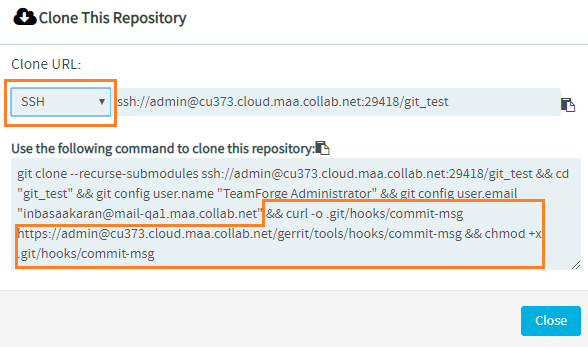 Clone This Repository
Clone URL:
SSH ssh://admin@cu373.cloud.maa.collab.net:29418/git_test
Use the following command to clone this repository:
git clone --recurse-submodules ssh://admin@cu373.cloud.maa.collab.net:29418/git_test && cd
"git_test" && git config user.name "TeamForge Administrator" && git config user.email
"inbasaakaran@mail-qa1.maa.collab.net" && curl -o .git/hooks/commit-msg
https://admin@cu373.cloud.maa.collab.net/gerrit/tools/hooks/commit-msg && chmod +x
.git/hooks/commit-msg
Close